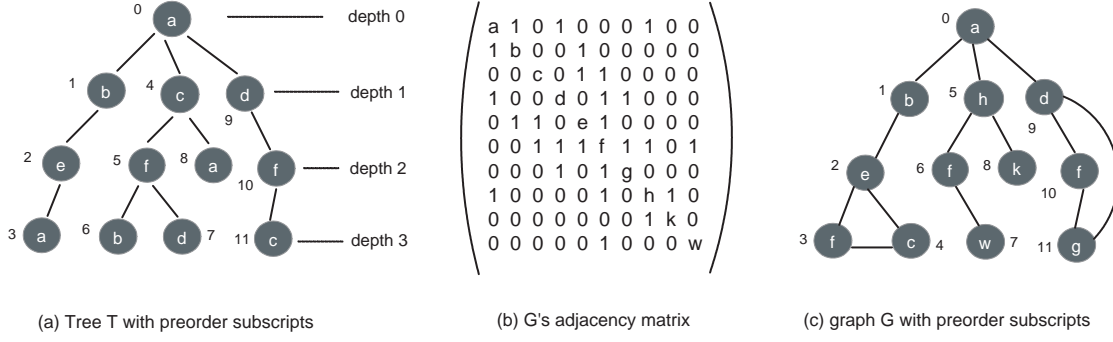 0 a depth 0
1 b 4 c d 9 depth 1
2 e 5 f 8 a 10 f depth 2
3 a 6 b d 7 11 c depth 3
(a) Tree T with preorder subscripts
a 1 0 1 0 0 0 1 0 0
1 b 0 0 1 0 0 0 0 0
0 0 c 0 1 1 0 0 0 0
1 0 0 d 0 1 1 0 0 0
0 1 1 0 e 1 0 0 0 0
0 0 1 1 1 f 1 1 0 1
0 0 0 1 0 1 g 0 0 0
1 0 0 0 0 1 0 h 1 0
0 0 0 0 0 0 0 1 k 0
0 0 0 0 0 1 0 0 0 w
(b) G's adjacency matrix
0 a
1 b 5 h d 9
2 e 6 f 8 k 10 f
3 f c 4 w 7 11 g
(c) graph G with preorder subscripts